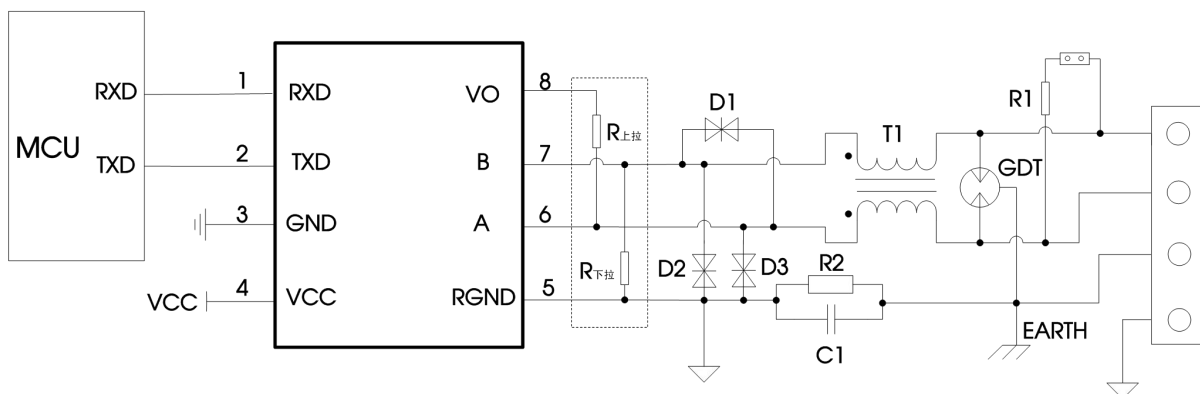 MCU
RXD
TXD
1
2
3
4
VCC
RXD
TXD
GND
VCC
VO
B
A
RGND
8
7
6
5
R上拉
R下拉
D1
D2
D3
T1
R2
C1
GDT
R1
EARTH